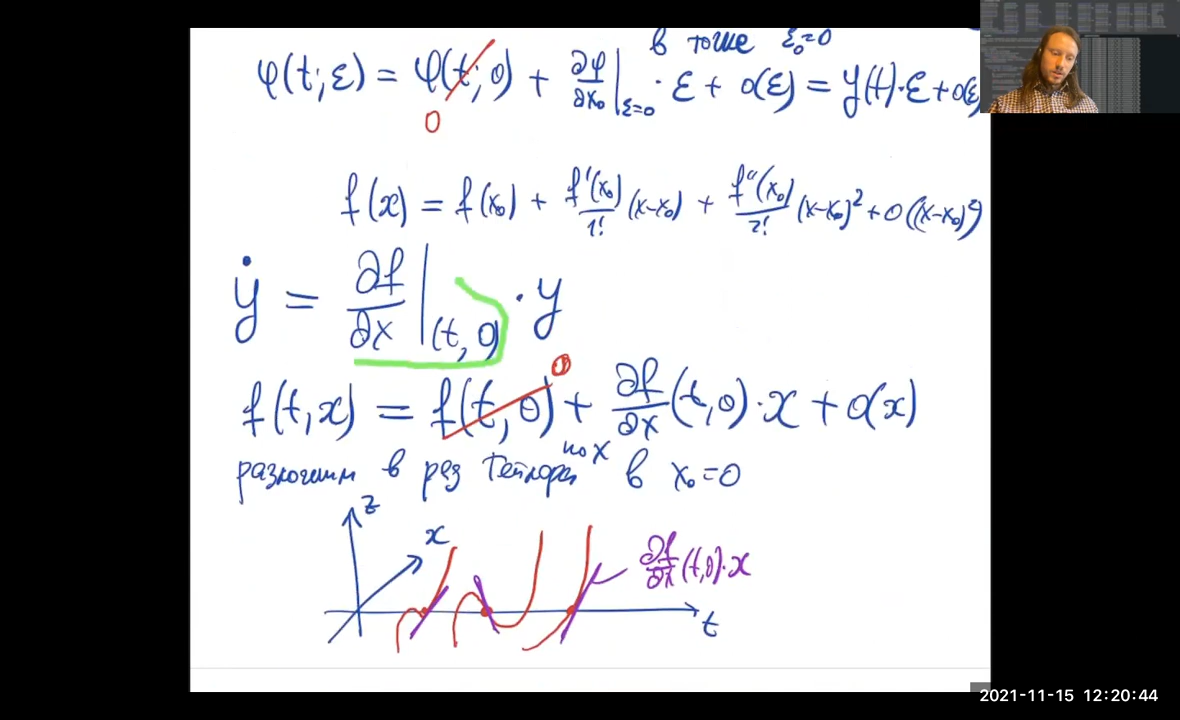 в тоше ε₀=0
φ(t;ε) = φ(t;0) + ∂φ/∂x₀|ε=0 · ε + o(ε) = y(t)·ε + o(ε
0
f(x) = f(x₀) + f'(x₀)/1! (x-x₀) + f''(x₀)/2! (x-x₀)² + o((x-x₀)²)
ẏ = ∂f/∂x|(t,0) · y
0
f(t,x) = f(t,0) + ∂f/∂x (t,0)·x + o(x)
разложим в ряд Тейлора по x в x₀=0
z
x
∂f/∂x (t,0)·x
t
2021-11-15 12:20:44